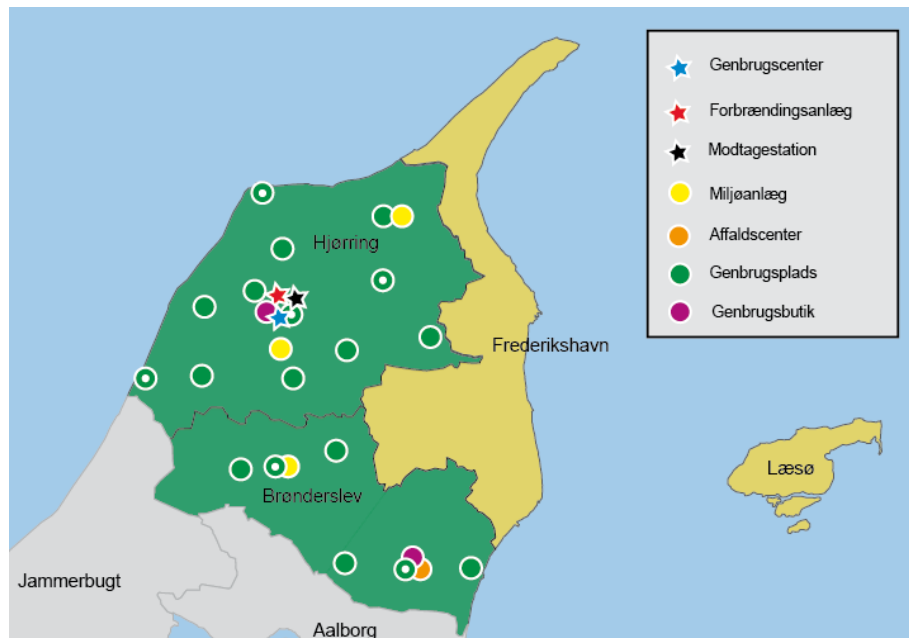 Genbrugscenter
Forbrændingsanlæg
Modtagestation
Miljøanlæg
Affaldscenter
Genbrugsplads
Genbrugsbutik
Hjørring
Frederikshavn
Læsø
Brønderslev
Jammerbugt
Aalborg